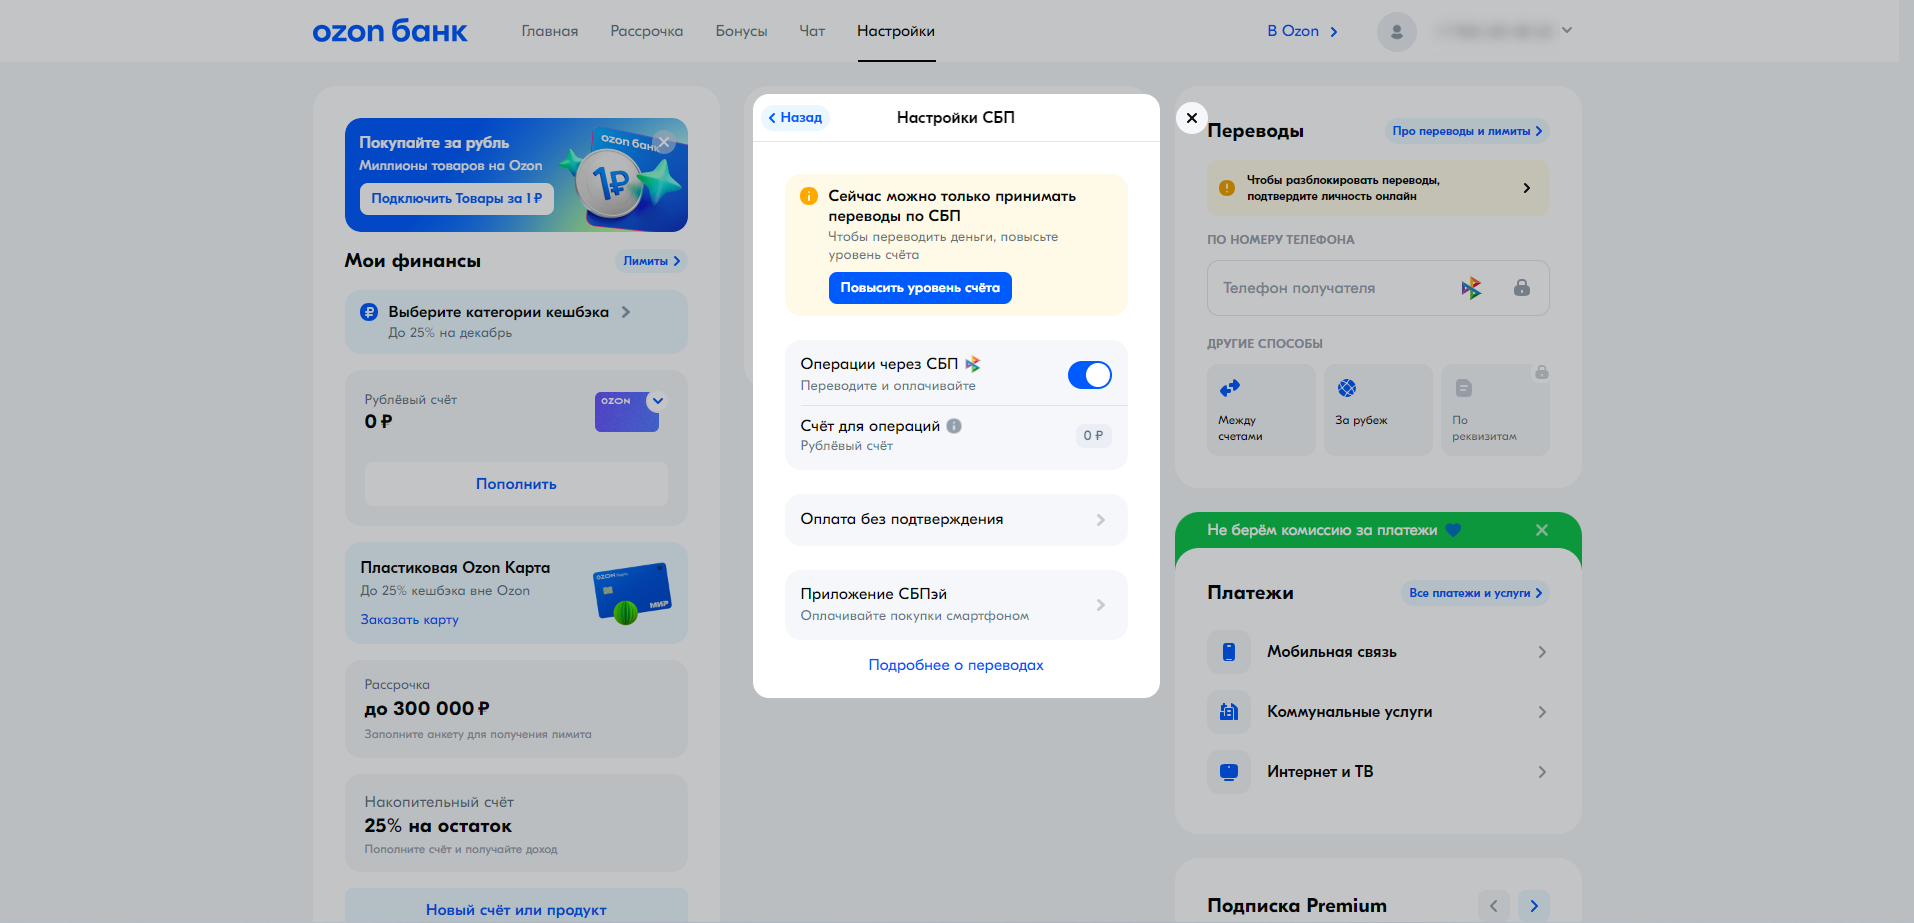 ozon банк
Главная
Рассрочка
Бонусы
Чат
Настройки
В Ozon
Покупайте за рубль
Миллионы товаров на Ozon
Подключить Товары за 1 ₽
ozon банк
1₽
Мои финансы
Лимиты
Выберите категории кешбэка
До 25% на декабрь
Рублёвый счёт
0 ₽
OZON
Пополнить
Пластиковая Ozon Карта
До 25% кешбэка вне Ozon
Заказать карту
МИР
Рассрочка
до 300 000 ₽
Заполните анкету для получения лимита
Накопительный счёт
25% на остаток
Пополните счёт и получайте доход
Новый счёт или продукт
Назад
Настройки СБП
Сейчас можно только принимать
переводы по СБП
Чтобы переводить деньги, повысьте
уровень счёта
Повысить уровень счёта
Операции через СБП
Переводите и оплачивайте
Счёт для операций
Рублёвый счёт
0 ₽
Оплата без подтверждения
Приложение СБПэй
Оплачивайте покупки смартфоном
Подробнее о переводах
Переводы
Про переводы и лимиты
Чтобы разблокировать переводы,
подтвердите личность онлайн
ПО НОМЕРУ ТЕЛЕФОНА
Телефон получателя
ДРУГИЕ СПОСОБЫ
Между
счетами
За рубеж
По
реквизитам
Не берём комиссию за платежи
Платежи
Все платежи и услуги
Мобильная связь
Коммунальные услуги
Интернет и ТВ
Подписка Premium